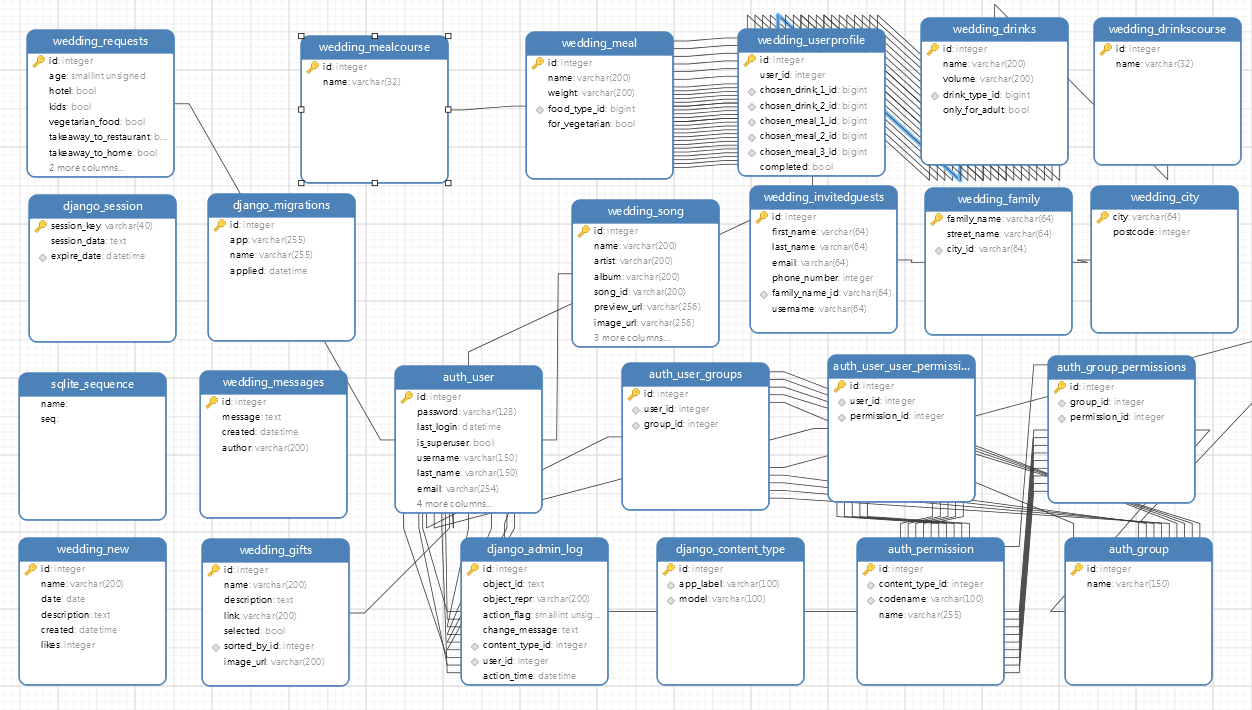 wedding_requests
id: integer
age: smallint unsigned
hotel: bool
kids: bool
vegetarian_food: bool
takeaway_to_restaurant: b...
takeaway_to_home: bool
2 more columns...
wedding_mealcourse
id: integer
name: varchar(32)
wedding_meal
id: integer
name: varchar(200)
weight: varchar(200)
food_type_id: bigint
for_vegetarian: bool
wedding_userprofile
id: integer
user_id: integer
chosen_drink_1_id: bigint
chosen_drink_2_id: bigint
chosen_meal_1_id: bigint
chosen_meal_2_id: bigint
chosen_meal_3_id: bigint
completed: bool
wedding_drinks
id: integer
name: varchar(200)
volume: varchar(200)
drink_type_id: bigint
only_for_adult: bool
wedding_drinkscourse
id: integer
name: varchar(32)
django_session
session_key: varchar(40)
session_data: text
expire_date: datetime
django_migrations
id: integer
app: varchar(255)
name: varchar(255)
applied: datetime
wedding_song
id: integer
name: varchar(200)
artist: varchar(200)
album: varchar(200)
song_id: varchar(200)
preview_url: varchar(256)
image_url: varchar(256)
3 more columns...
wedding_invitedguests
id: integer
first_name: varchar(64)
last_name: varchar(64)
email: varchar(64)
phone_number: integer
family_name_id: varchar(64)
username: varchar(64)
wedding_family
family_name: varchar(64)
street_name: varchar(64)
city_id: varchar(64)
wedding_city
city: varchar(64)
postcode: integer
sqlite_sequence
name:
seq:
wedding_messages
id: integer
message: text
created: datetime
author: varchar(200)
auth_user
id: integer
password: varchar(128)
last_login: datetime
is_superuser: bool
username: varchar(150)
last_name: varchar(150)
email: varchar(254)
4 more columns...
auth_user_groups
id: integer
user_id: integer
group_id: integer
auth_user_user_permissi...
id: integer
user_id: integer
permission_id: integer
auth_group_permissions
id: integer
group_id: integer
permission_id: integer
wedding_new
id: integer
name: varchar(200)
date: date
description: text
created: datetime
likes: integer
wedding_gifts
id: integer
name: varchar(200)
description: text
link: varchar(200)
selected: bool
sorted_by_id: integer
image_url: varchar(200)
django_admin_log
id: integer
object_id: text
object_repr: varchar(200)
action_flag: smallint unsig...
change_message: text
content_type_id: integer
user_id: integer
action_time: datetime
django_content_type
id: integer
app_label: varchar(100)
model: varchar(100)
auth_permission
id: integer
content_type_id: integer
codename: varchar(100)
name: varchar(255)
auth_group
id: integer
name: varchar(150)